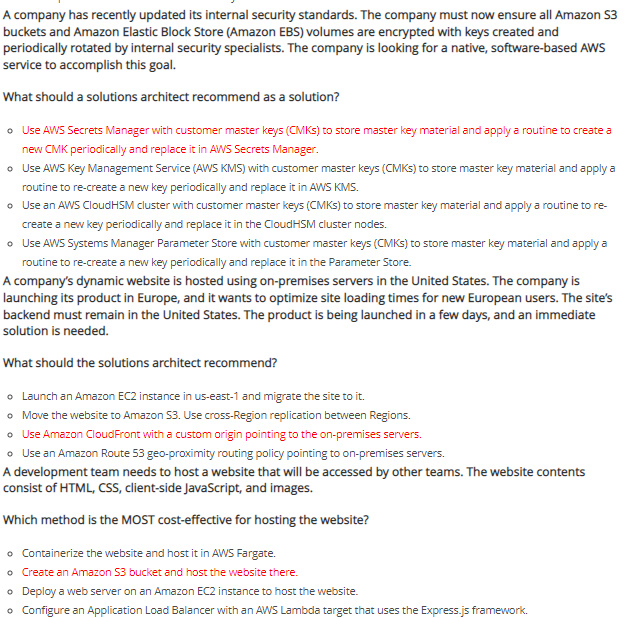 A company has recently updated its internal security standards. The company must now ensure all Amazon S3
buckets and Amazon Elastic Block Store (Amazon EBS) volumes are encrypted with keys created and
periodically rotated by internal security specialists. The company is looking for a native, software-based AWS
service to accomplish this goal.
What should a solutions architect recommend as a solution?
Use AWS Secrets Manager with customer master keys (CMKs) to store master key material and apply a routine to create a
new CMK periodically and replace it in AWS Secrets Manager.
Use AWS Key Management Service (AWS KMS) with customer master keys (CMKs) to store master key material and apply a
routine to re-create a new key periodically and replace it in AWS KMS.
Use an AWS CloudHSM cluster with customer master keys (CMKs) to store master key material and apply a routine to re-
create a new key periodically and replace it in the CloudHSM cluster nodes.
Use AWS Systems Manager Parameter Store with customer master keys (CMKs) to store master key material and apply a
routine to re-create a new key periodically and replace it in the Parameter Store.
A company's dynamic website is hosted using on-premises servers in the United States. The company is
launching its product in Europe, and it wants to optimize site loading times for new European users. The site's
backend must remain in the United States. The product is being launched in a few days, and an immediate
solution is needed.
What should the solutions architect recommend?
Launch an Amazon EC2 instance in us-east-1 and migrate the site to it.
Move the website to Amazon S3. Use cross-Region replication between Regions.
Use Amazon CloudFront with a custom origin pointing to the on-premises servers.
Use an Amazon Route 53 geo-proximity routing policy pointing to on-premises servers.
A development team needs to host a website that will be accessed by other teams. The website contents
consist of HTML, CSS, client-side JavaScript, and images.
Which method is the MOST cost-effective for hosting the website?
Containerize the website and host it in AWS Fargate.
Create an Amazon S3 bucket and host the website there.
Deploy a web server on an Amazon EC2 instance to host the website.
Configure an Application Load Balancer with an AWS Lambda target that uses the Express.js framework.